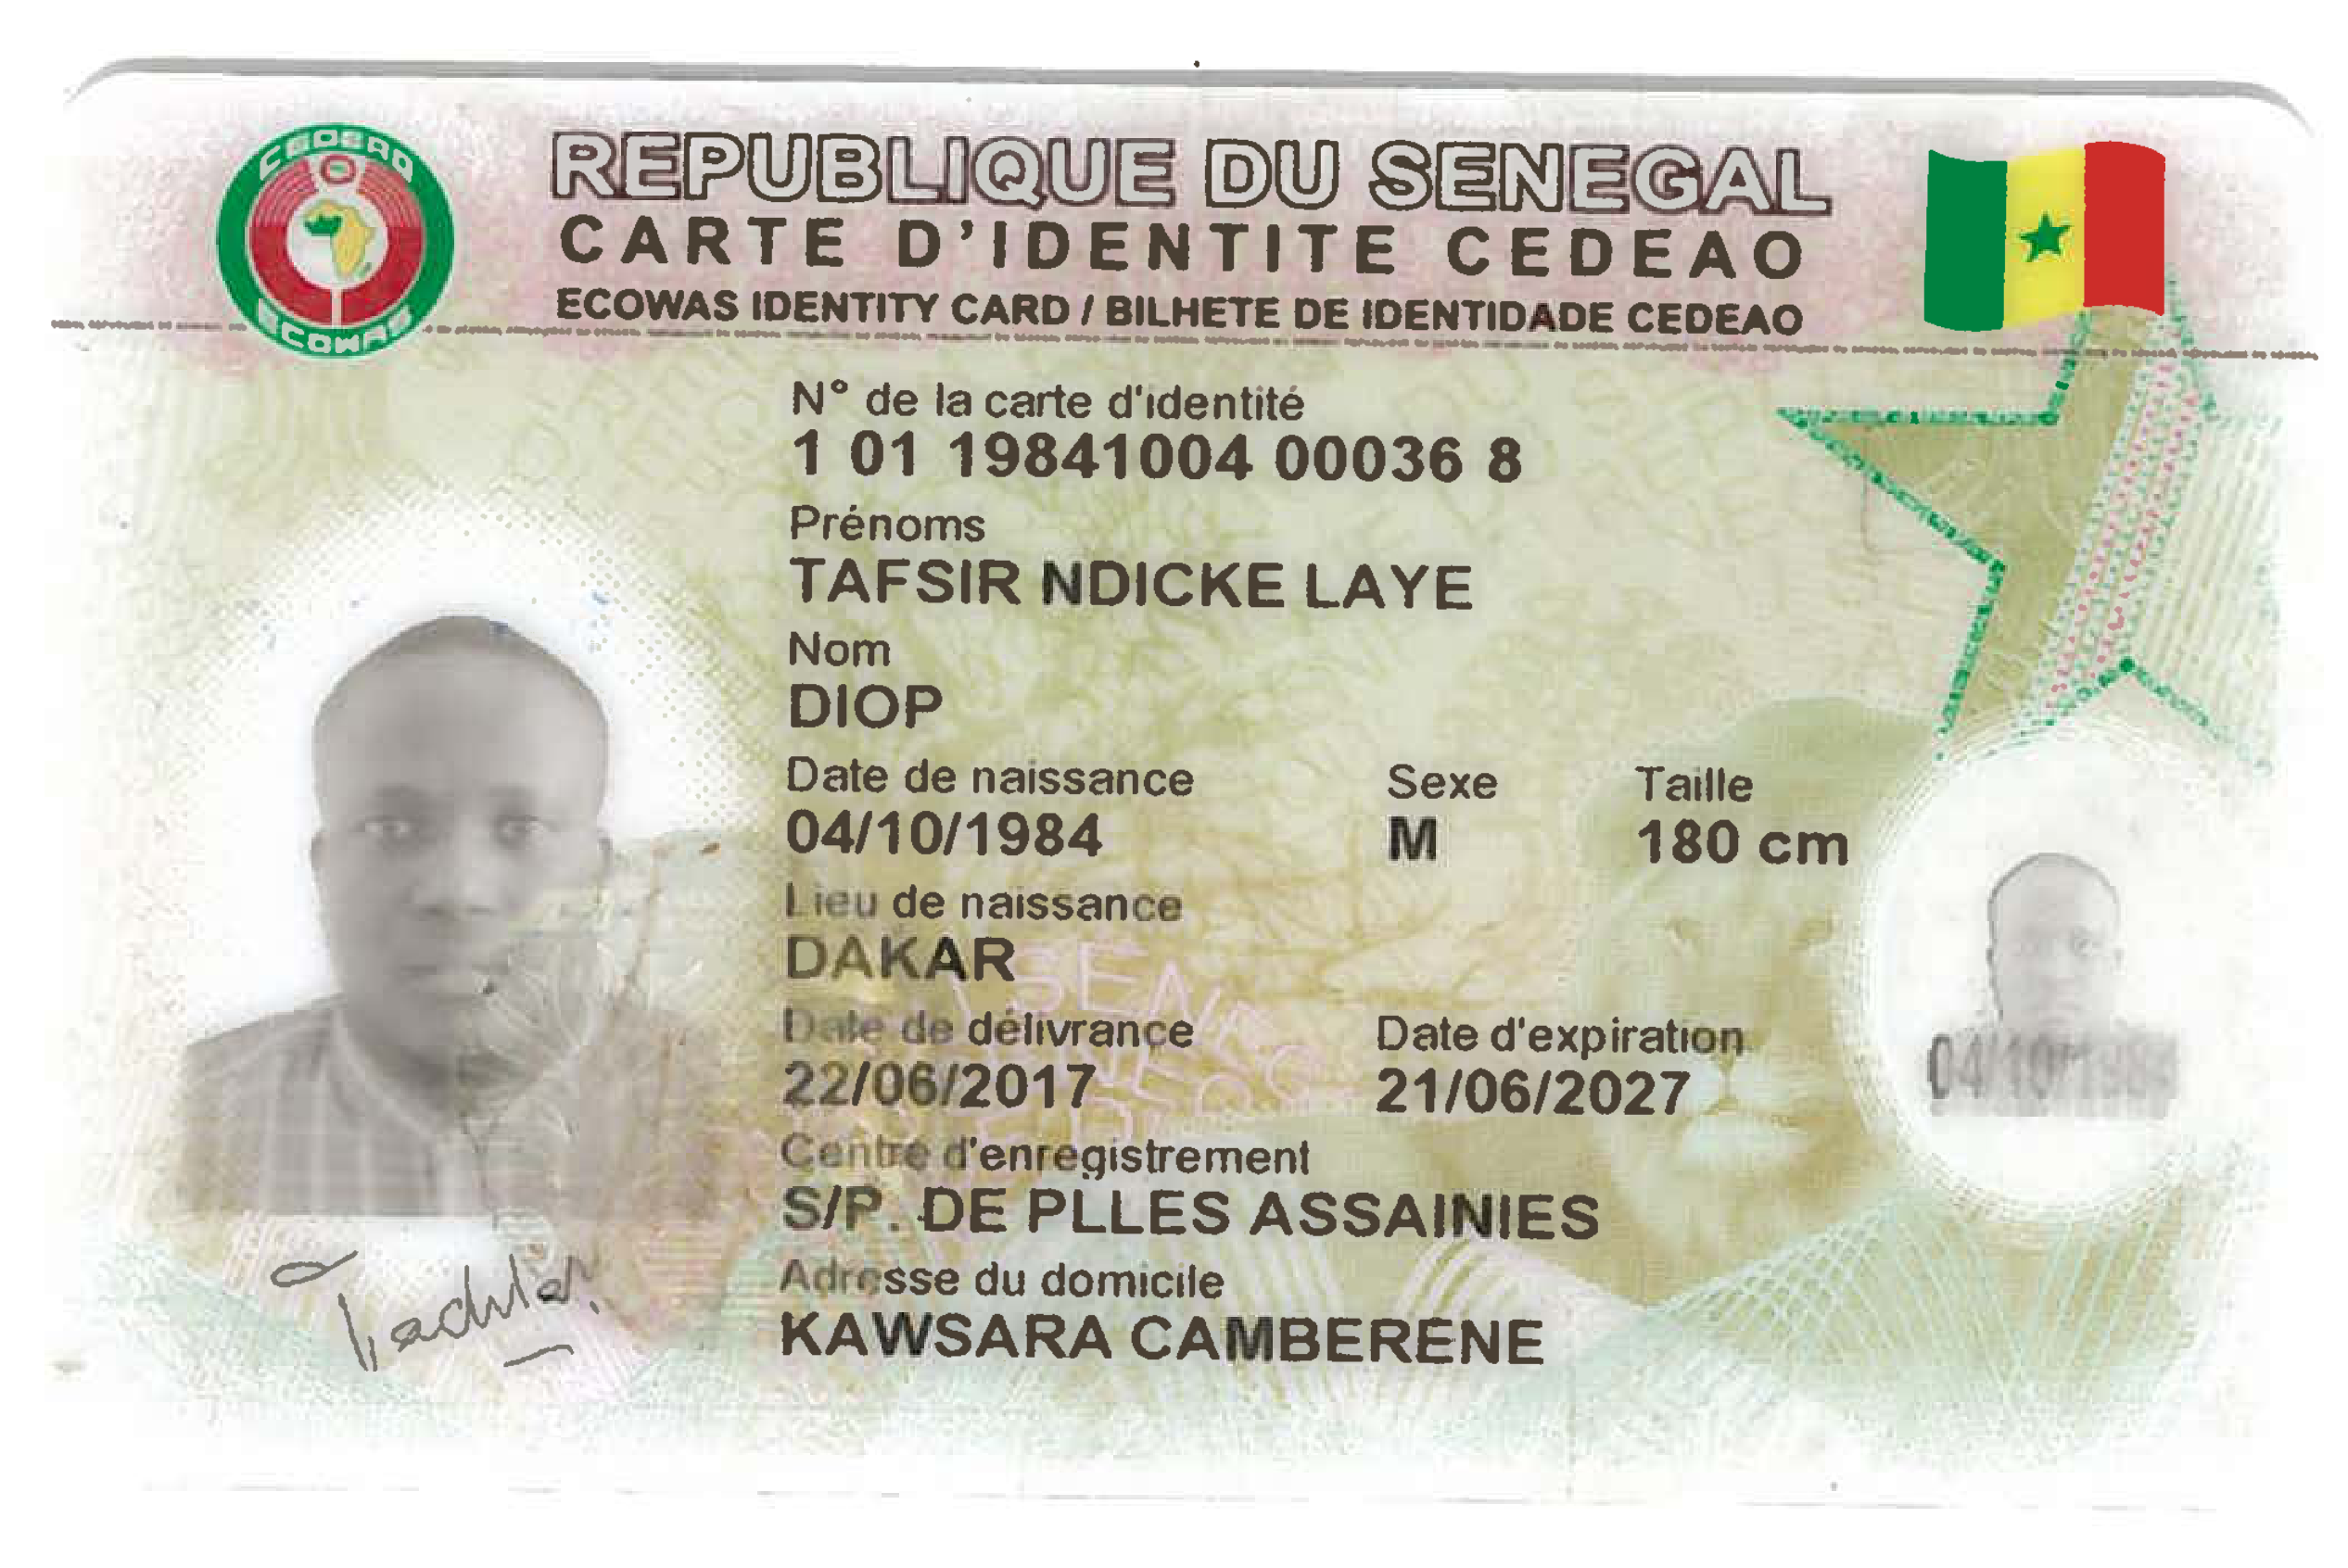 CEDEAO
REPUBLIQUE DU SENEGAL
CARTE D'IDENTITE CEDEAO
ECOWAS IDENTITY CARD / BILHETE DE IDENTIDADE CEDEAO
ECOWAS
N° de la carte d'identité
1 01 19841004 00036 8
Prénoms
TAFSIR NDICKE LAYE
Nom
DIOP
Date de naissance Sexe Taille
04/10/1984 M 180 cm
Lieu de naissance
DAKAR
Date de délivrance Date d'expiration
22/06/2017 21/06/2027
04/10/1984
Centre d'enregistrement
S/P. DE PLLES ASSAINIES
Adresse du domicile
KAWSARA CAMBERENE